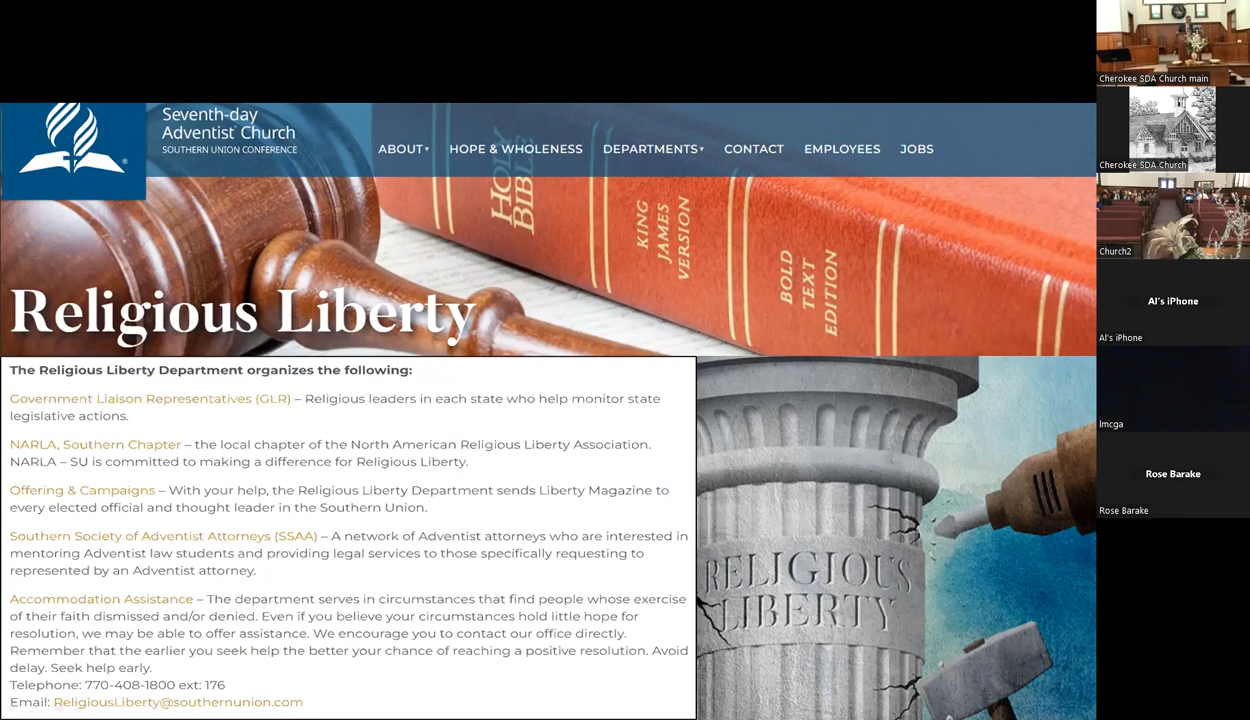 Seventh-day
Adventist Church
SOUTHERN UNION CONFERENCE
ABOUT
HOPE & WHOLENESS
DEPARTMENTS
CONTACT
EMPLOYEES
JOBS
HOLY
BIBLE
KING
JAMES
VERSION
BOLD
TEXT
EDITION
Religious Liberty
The Religious Liberty Department organizes the following:
Government Liaison Representatives (GLR) – Religious leaders in each state who help monitor state
legislative actions.
NARLA, Southern Chapter – the local chapter of the North American Religious Liberty Association.
NARLA – SU is committed to making a difference for Religious Liberty.
Offering & Campaigns – With your help, the Religious Liberty Department sends Liberty Magazine to
every elected official and thought leader in the Southern Union.
Southern Society of Adventist Attorneys (SSAA) – A network of Adventist attorneys who are interested in
mentoring Adventist law students and providing legal services to those specifically requesting to
represented by an Adventist attorney.
Accommodation Assistance – The department serves in circumstances that find people whose exercise
of their faith dismissed and/or denied. Even if you believe your circumstances hold little hope for
resolution, we may be able to offer assistance. We encourage you to contact our office directly.
Remember that the earlier you seek help the better your chance of reaching a positive resolution. Avoid
delay. Seek help early.
Telephone: 770-408-1800 ext: 176
Email: ReligiousLiberty@southernunion.com
RELIGIOUS
LIBERTY
Cherokee SDA Church main
Cherokee SDA Church
Church2
Al's iPhone
Al's iPhone
lmcga
Rose Barake
Rose Barake